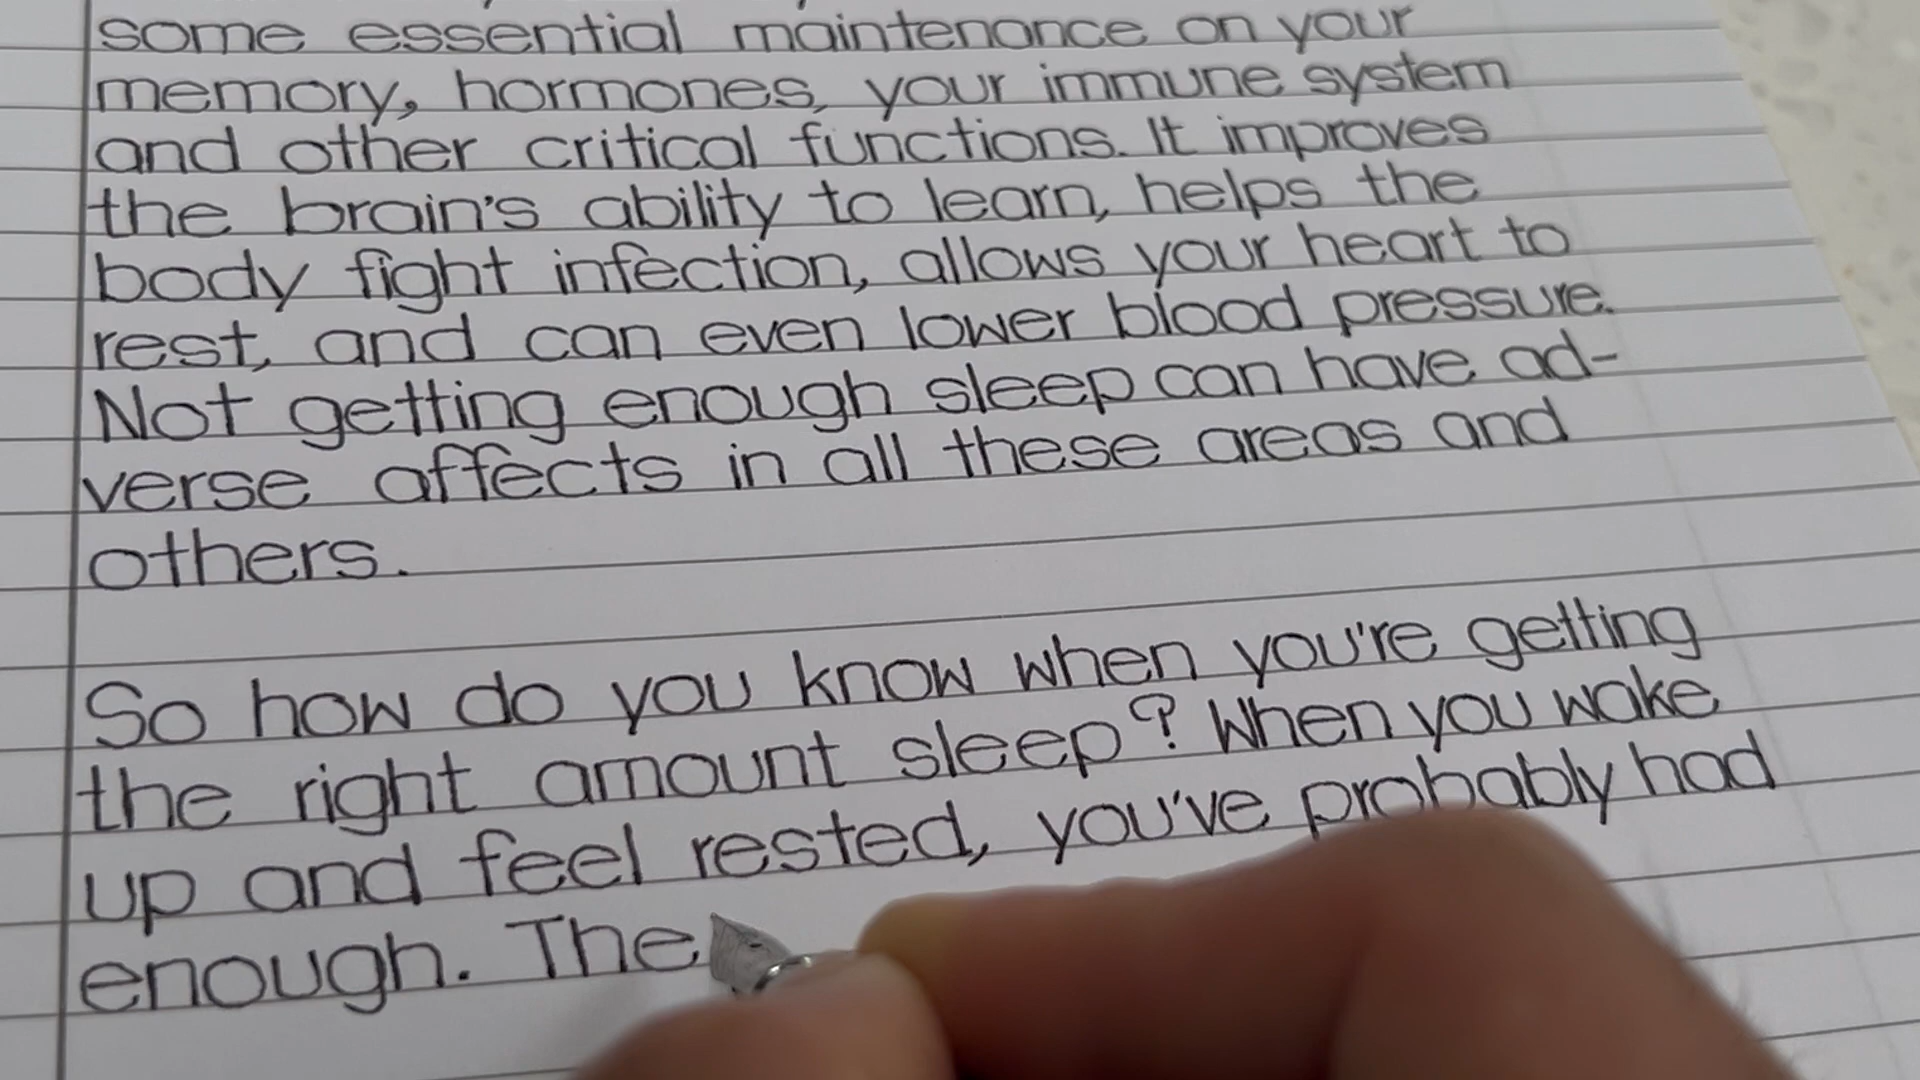 some essential maintenance on your
memory, hormones, your immune system
and other critical functions. It improves
the brain's ability to learn, helps the
body fight infection, allows your heart to
rest, and can even lower blood pressure.
Not getting enough sleep can have ad-
verse affects in all these areas and
others.
So how do you know when you're getting
the right amount sleep? When you wake
up and feel rested, you've probably had
enough. The